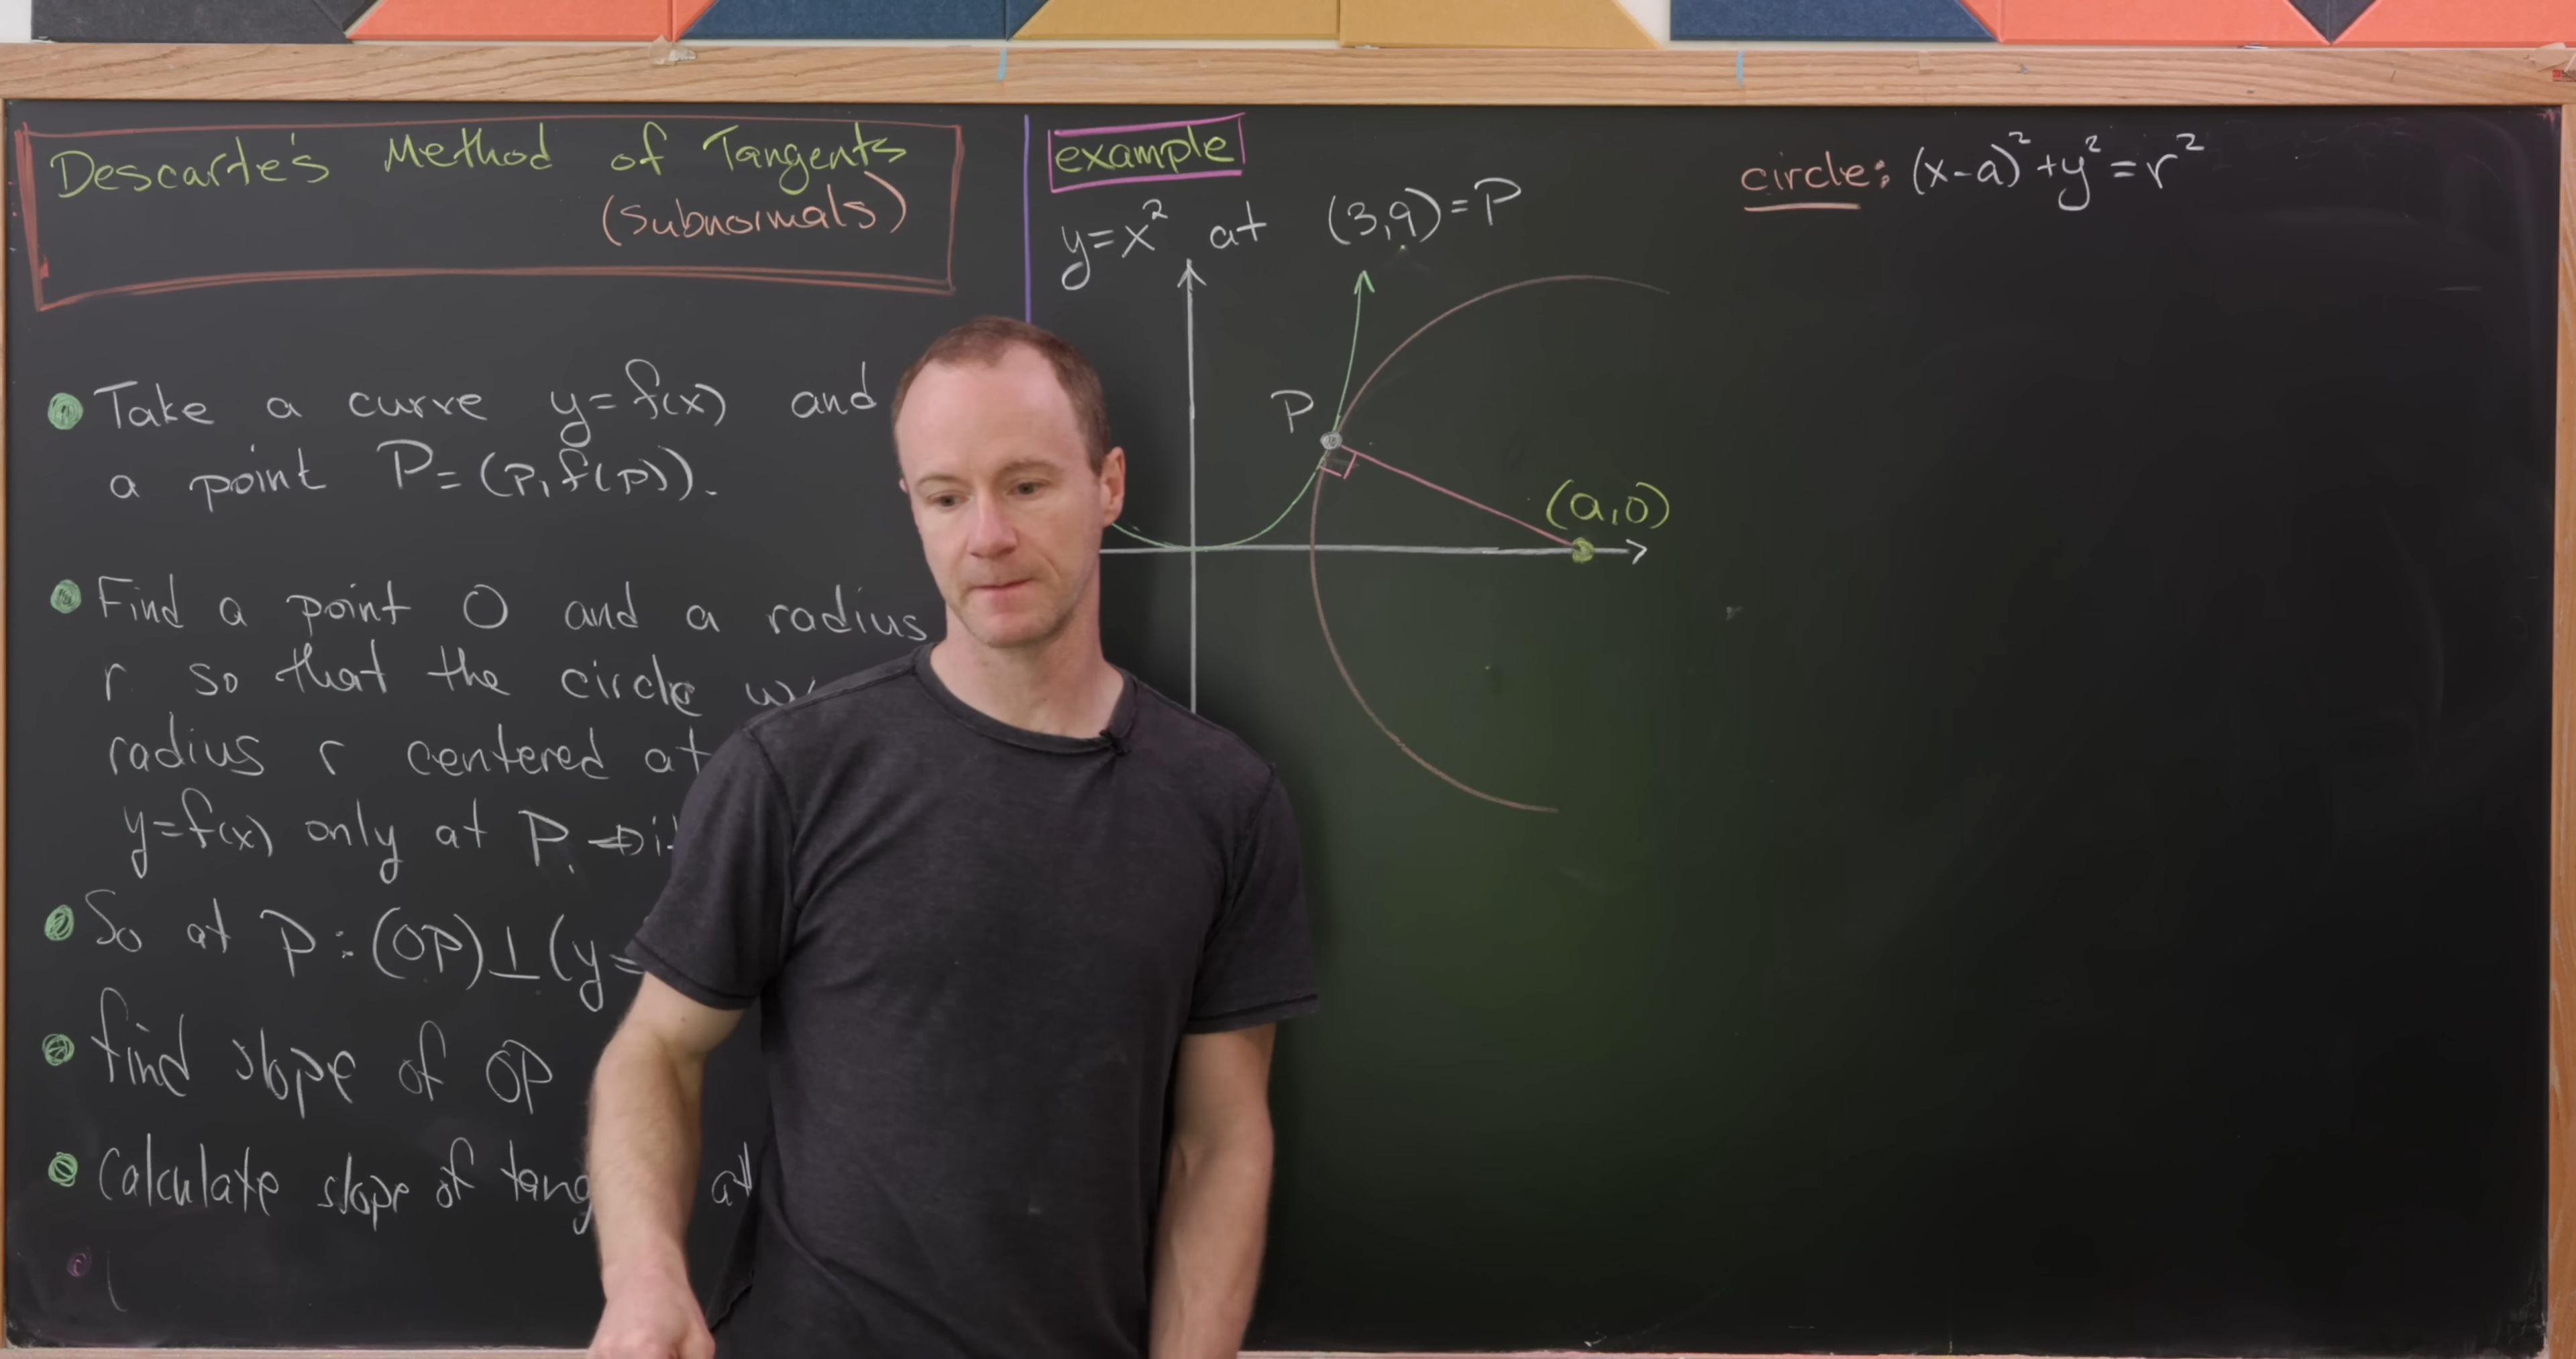 Descarte's Method of Tangents
(subnormals)
Take a curve y=f(x) and
a point P=(p,f(p)).
Find a point O and a radius
r so that the circle
radius r centered at
y=f(x) only at P. ⇒
So at P: (OP)⊥(y=
find slope of OP
Calculate slope of at
example
y=x² at (3,9)=P
P
(a,0)
circle: (x-a)²+y²=r²